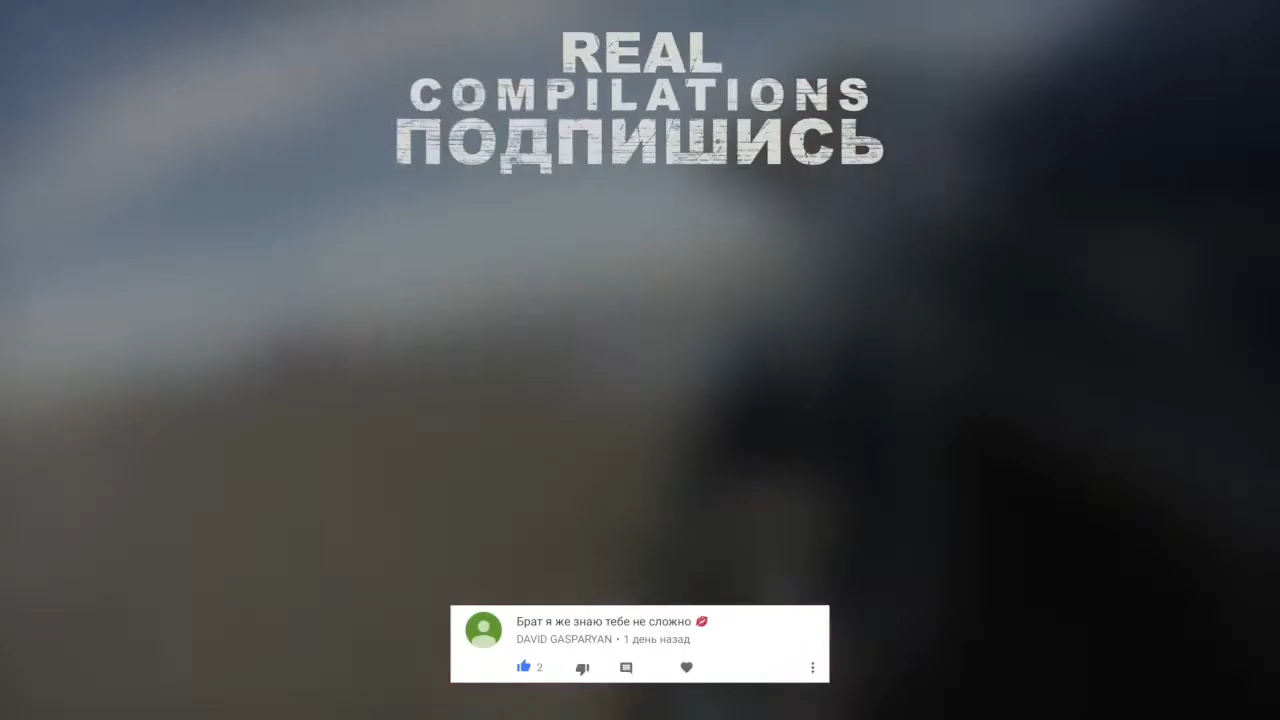 REAL
COMPILATIONS
ПОДПИШИСЬ
Брат я же знаю тебе не сложно 💋
DAVID GASPARYAN • 1 день назад
2